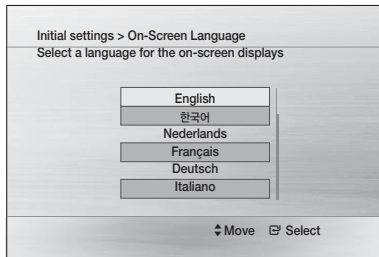 Initial settings > On-Screen Language
Select a language for the on-screen displays
English
한국어
Nederlands
Français
Deutsch
Italiano
Move Select